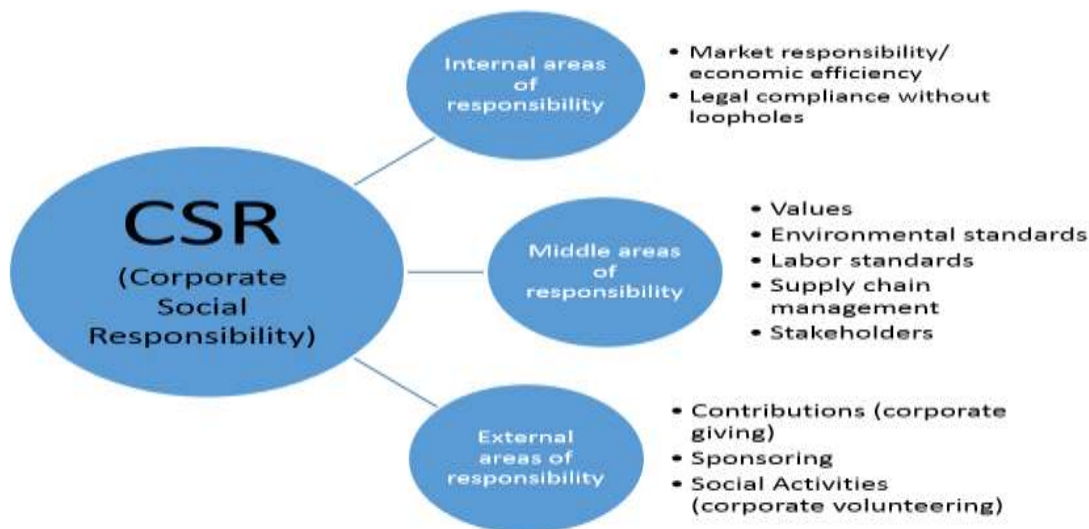 CSR
(Corporate
Social
Responsibility)
Internal areas
of
responsibility
• Market responsibility/
economic efficiency
• Legal compliance without
loopholes
Middle areas
of
responsibility
• Values
• Environmental standards
• Labor standards
• Supply chain
management
• Stakeholders
External
areas of
responsibility
• Contributions (corporate
giving)
• Sponsoring
• Social Activities
(corporate volunteering)